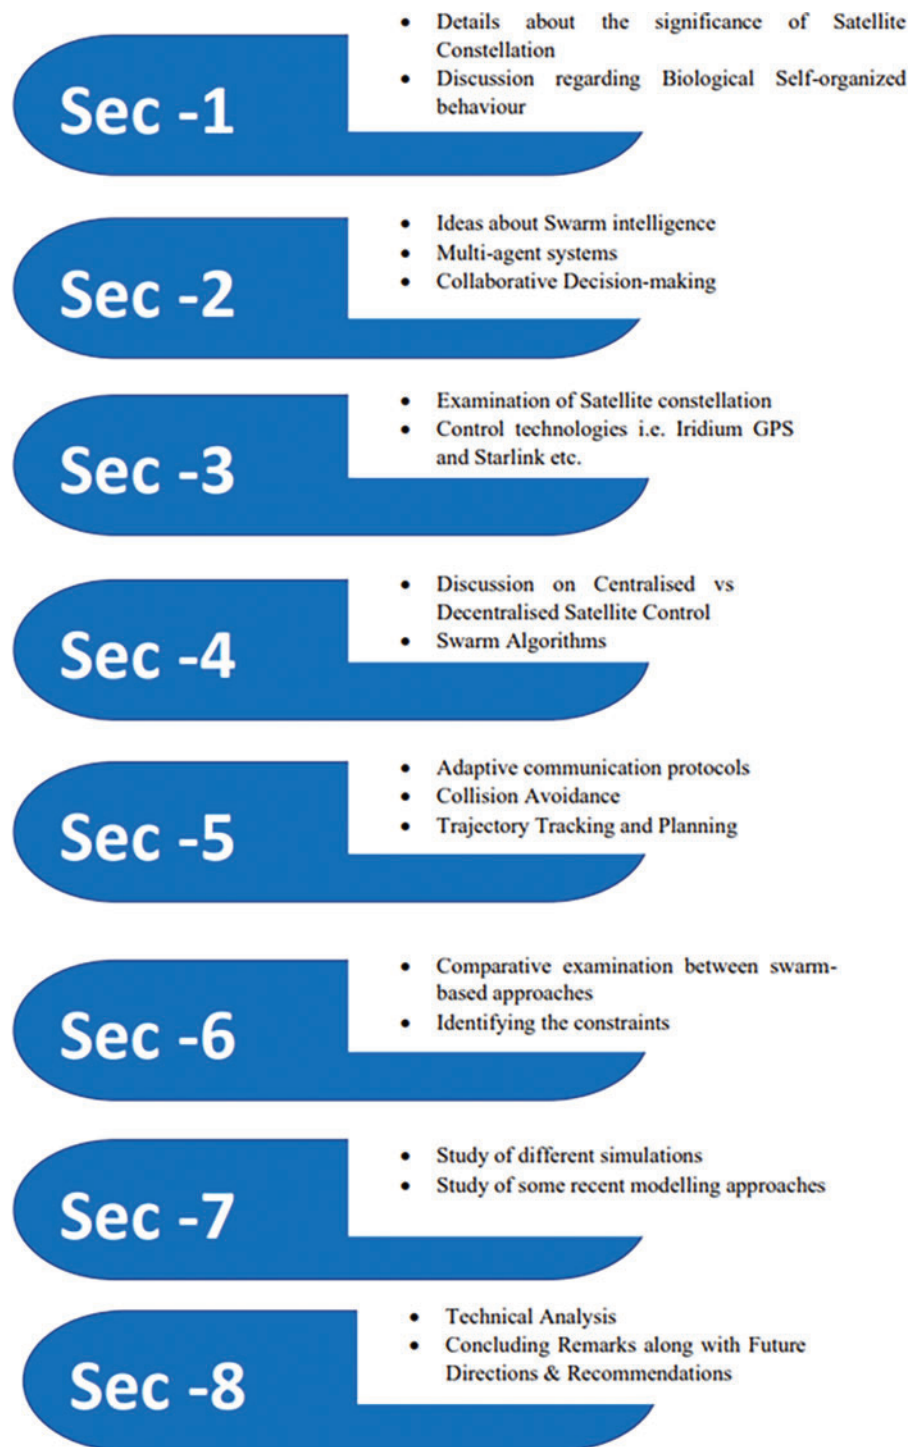 Sec -1
• Details about the significance of Satellite
Constellation
• Discussion regarding Biological Self-organized
behaviour
Sec -2
• Ideas about Swarm intelligence
• Multi-agent systems
• Collaborative Decision-making
Sec -3
• Examination of Satellite constellation
• Control technologies i.e. Iridium GPS
and Starlink etc.
Sec -4
• Discussion on Centralised vs
Decentralised Satellite Control
• Swarm Algorithms
Sec -5
• Adaptive communication protocols
• Collision Avoidance
• Trajectory Tracking and Planning
Sec -6
• Comparative examination between swarm-
based approaches
• Identifying the constraints
Sec -7
• Study of different simulations
• Study of some recent modelling approaches
Sec -8
• Technical Analysis
• Concluding Remarks along with Future
Directions & Recommendations